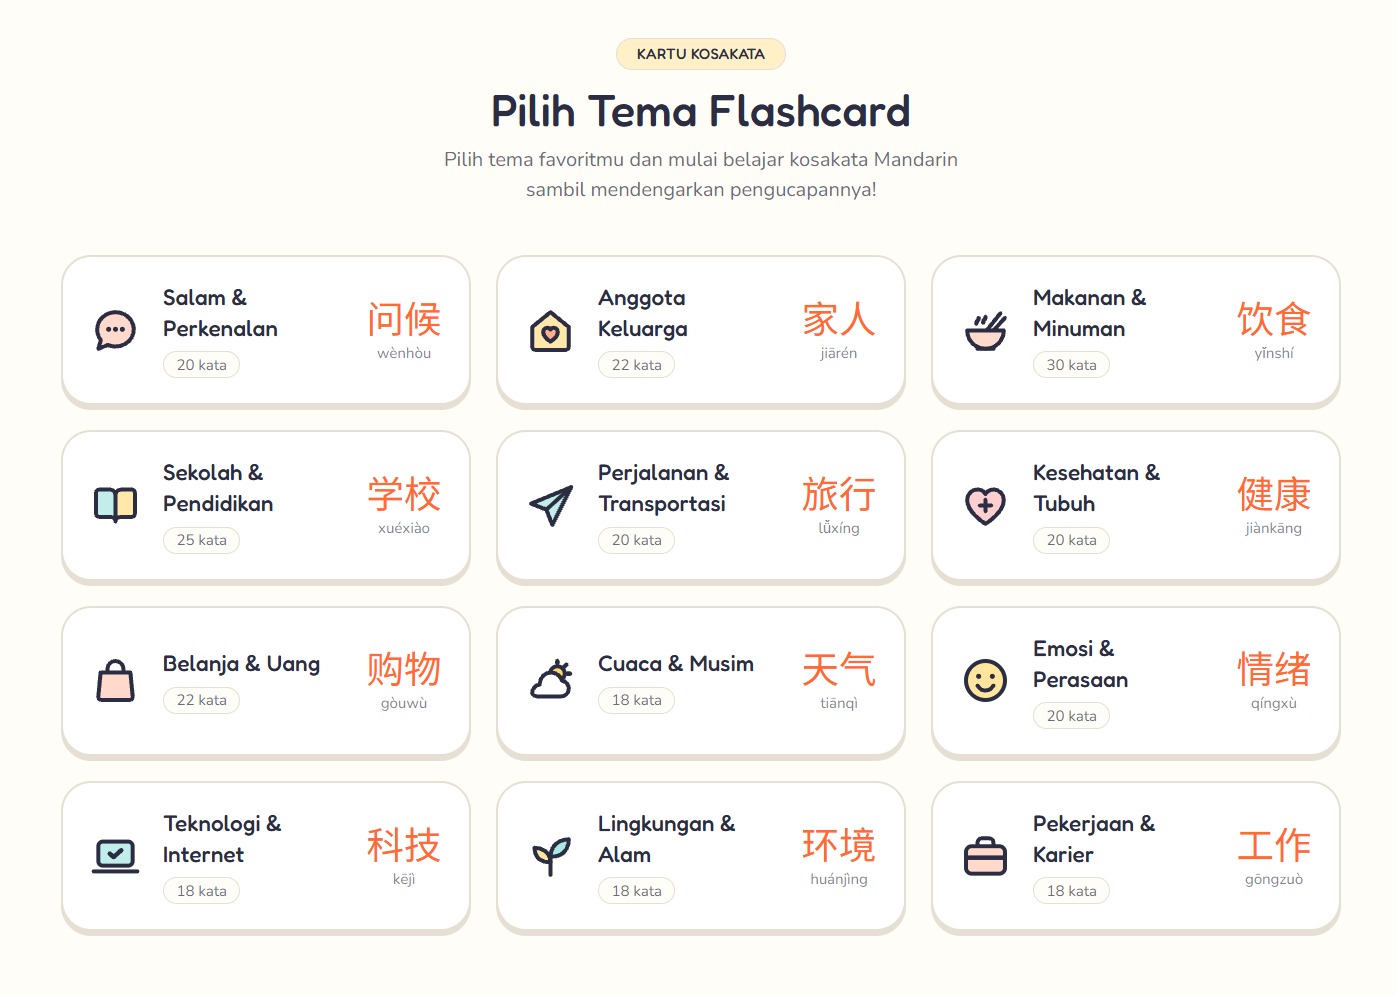 KARTU KOSAKATA
Pilih Tema Flashcard
Pilih tema favoritmu dan mulai belajar kosakata Mandarin
sambil mendengarkan pengucapannya!
Salam &
Perkenalan
20 kata
问候
wènhòu
Anggota
Keluarga
22 kata
家人
jiārén
Makanan &
Minuman
30 kata
饮食
yǐnshí
Sekolah &
Pendidikan
25 kata
学校
xuéxiào
Perjalanan &
Transportasi
20 kata
旅行
lǚxíng
Kesehatan &
Tubuh
20 kata
健康
jiànkāng
Belanja & Uang
22 kata
购物
gòuwù
Cuaca & Musim
18 kata
天气
tiānqì
Emosi &
Perasaan
20 kata
情绪
qíngxù
Teknologi &
Internet
18 kata
科技
kējì
Lingkungan &
Alam
18 kata
环境
huánjìng
Pekerjaan &
Karier
18 kata
工作
gōngzuò